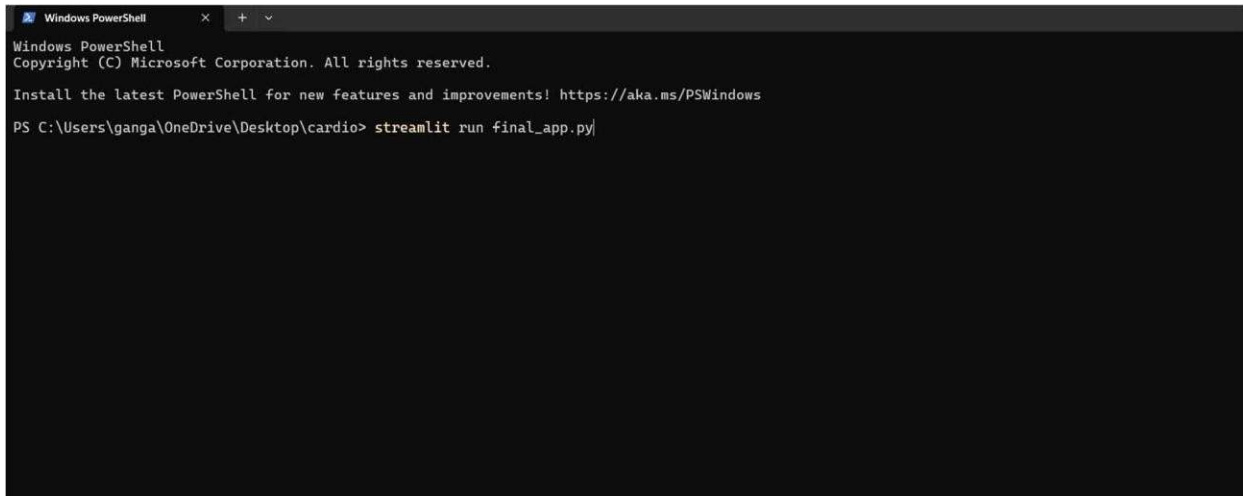 Windows PowerShell
Windows PowerShell
Copyright (C) Microsoft Corporation. All rights reserved.
Install the latest PowerShell for new features and improvements! https://aka.ms/PSWindows
PS C:\Users\ganga\OneDrive\Desktop\cardio> streamlit run final_app.py